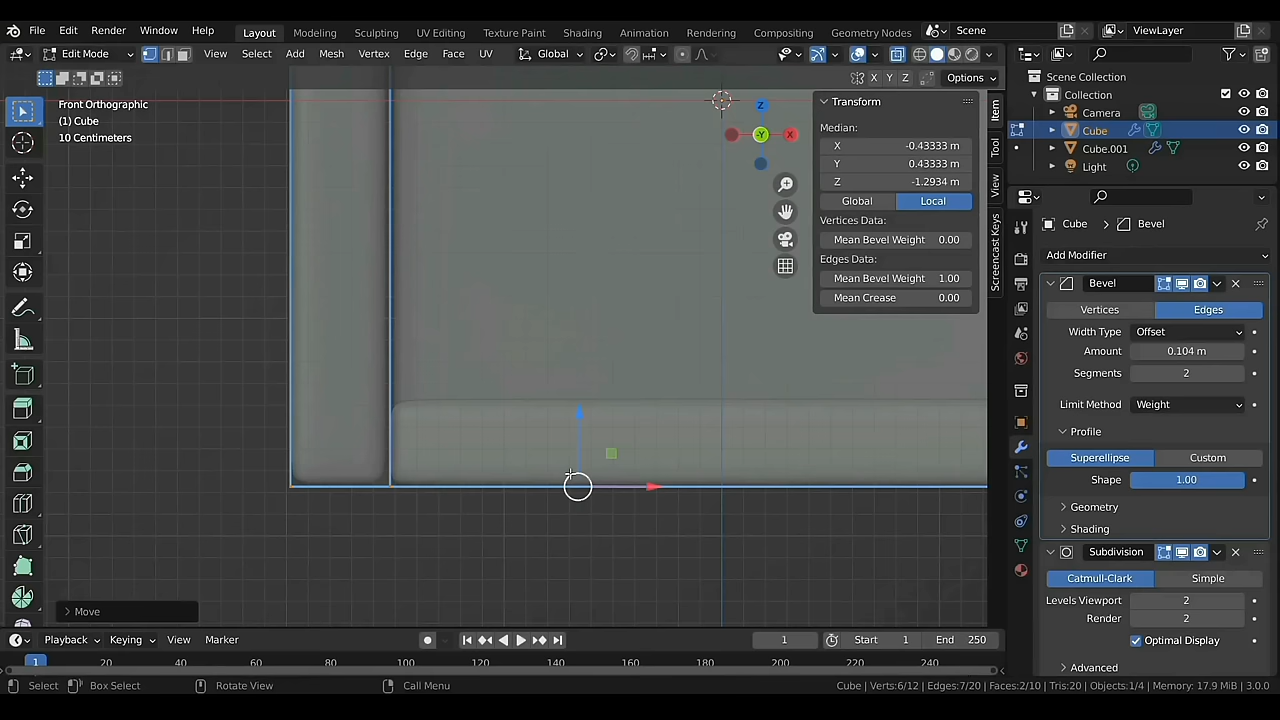 File Edit Render Window Help Layout Modeling Sculpting UV Editing Texture Paint Shading Animation Rendering Compositing Geometry Nodes Scene ViewLayer
Edit Mode View Select Add Mesh Vertex Edge Face UV Global
X Y Z Options
Front Orthographic
(1) Cube
10 Centimeters
Z
-Y
X
Transform
Median:
X -0.43333 m
Y 0.43333 m
Z -1.2934 m
Global Local
Vertices Data:
Mean Bevel Weight 0.00
Edges Data:
Mean Bevel Weight 1.00
Mean Crease 0.00
Item
Tool
View
Screencast Keys
Scene Collection
Collection
Camera
Cube
Cube.001
Light
Cube Bevel
Add Modifier
Bevel
Vertices Edges
Width Type Offset
Amount 0.104 m
Segments 2
Limit Method Weight
Profile
Superellipse Custom
Shape 1.00
Geometry
Shading
Subdivision
Catmull-Clark Simple
Levels Viewport 2
Render 2
Optimal Display
Advanced
Move
Playback Keying View Marker 1 Start 1 End 250
1 20 40 60 80 100 120 140 160 180 200 220 240
Select Box Select Rotate View Call Menu Cube | Verts:6/12 | Edges:7/20 | Faces:2/10 | Tris:20 | Objects:1/4 | Memory: 17.9 MiB | 3.0.0